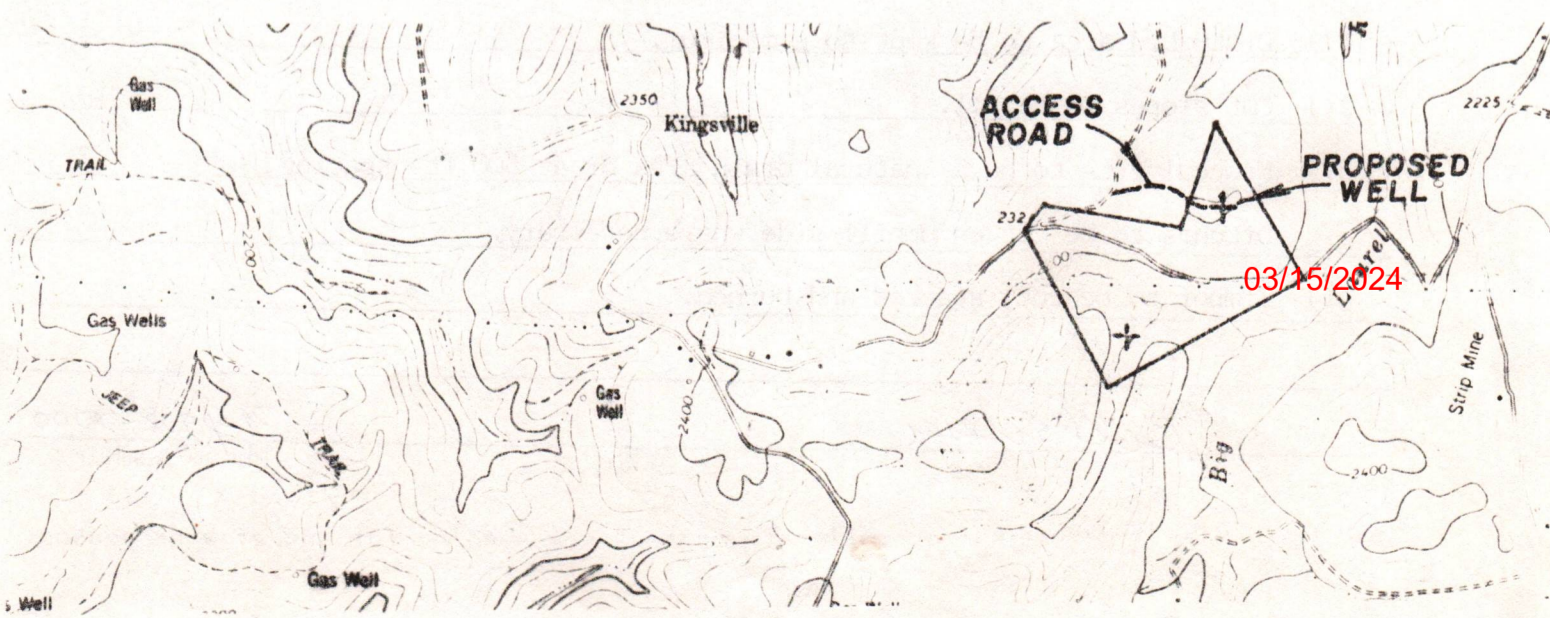 Gas
Well
2350
Kingsville
ACCESS
ROAD
2225
TRAIL
PROPOSED
WELL
232
03/15/2024
Laurel
Gas Wells
JEEP
Gas
Well
2400
Strip Mine
TRAIL
Big
2400
Gas Well
s Well